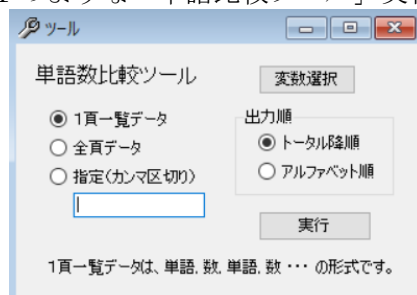 ツール
単語数比較ツール
変数選択
1頁一覧データ
全頁データ
指定(カンマ区切り)
出力順
トータル降順
アルファベット順
実行
1頁一覧データは、単語, 数, 単語, 数 ･･･ の形式です。